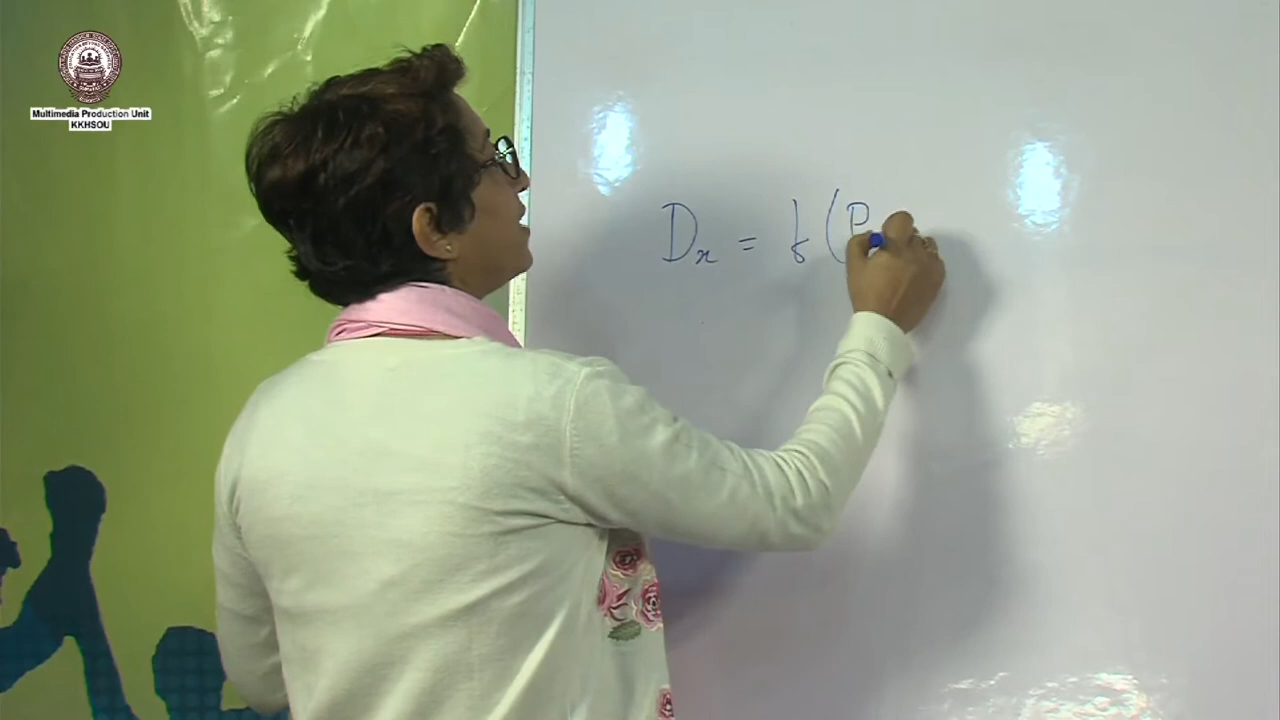 Multimedia Production Unit
KKHSOU
Dx = f (P